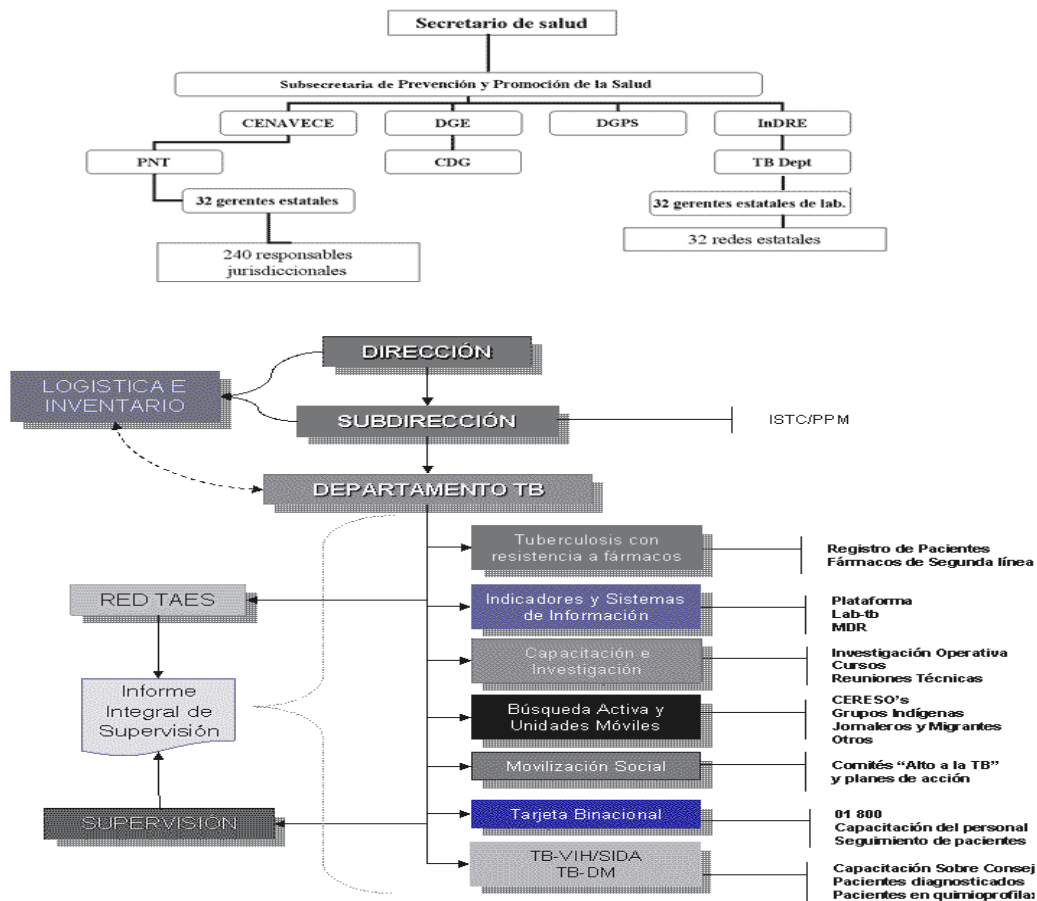 Secretario de salud
Subsecretaria de Prevención y Promoción de la Salud
CENAVECE
DGE
DGPS
InDRE
PNT
CDG
TB Dept
32 gerentes estatales
32 gerentes estatales de lab.
240 responsables
jurisdiccionales
32 redes estatales
DIRECCIÓN
LOGISTICA E
INVENTARIO
SUBDIRECCIÓN
ISTC/PPM
DEPARTAMENTO TB
Tuberculosis con
resistencia a fármacos
Registro de Pacientes
Fármacos de Segunda línea
RED TAES
Indicadores y Sistemas
de Información
Plataforma
Lab-tb
MDR
Capacitación e
Investigación
Investigación Operativa
Cursos
Reuniones Técnicas
Informe
Integral de
Supervisión
Búsqueda Activa y
Unidades Móviles
CERESO's
Grupos Indígenas
Jornaleros y Migrantes
Otros
Movilización Social
Comités “Alto a la TB”
y planes de acción
SUPERVISIÓN
Tarjeta Binacional
01 800
Capacitación del personal
Seguimiento de pacientes
TB-VIH/SIDA
TB-DM
Capacitación Sobre Consej
Pacientes diagnosticados
Pacientes en quimioprofila